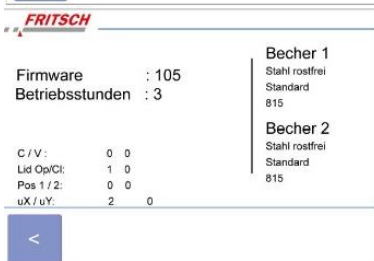 FRITSCH
Firmware : 105
Betriebsstunden : 3
C / V : 0 0
Lid Op/Cl: 1 0
Pos 1 / 2: 0 0
uX / uY: 2 0
Becher 1
Stahl rostfrei
Standard
815
Becher 2
Stahl rostfrei
Standard
815
<